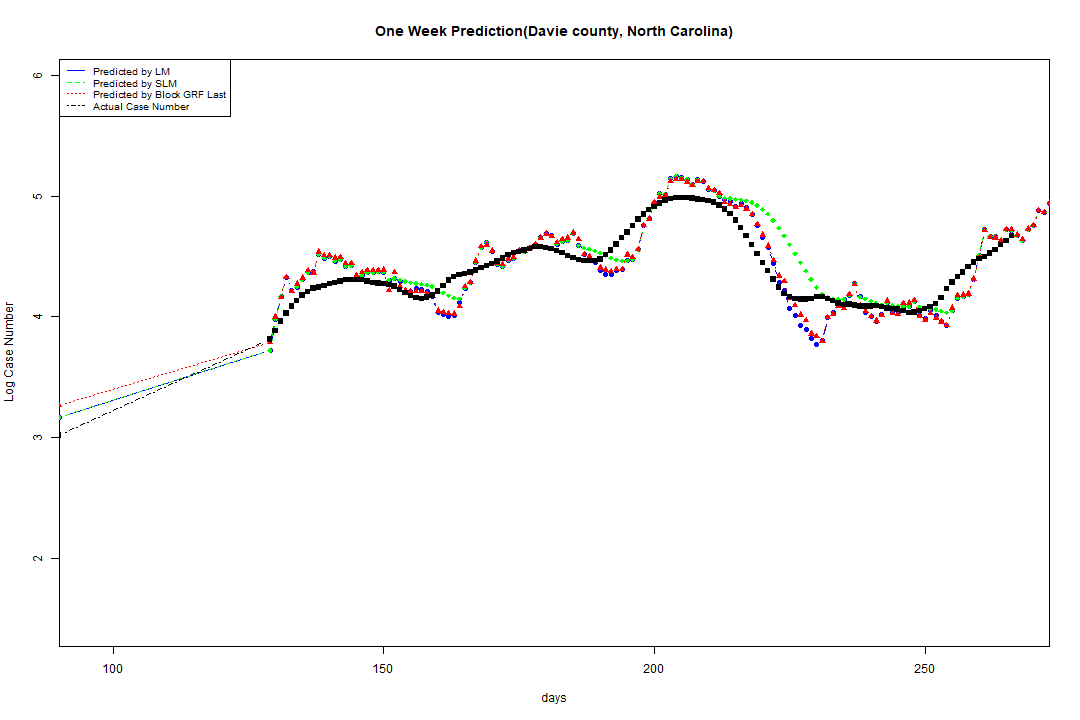 One Week Prediction(Davie county, North Carolina)
Predicted by LM
Predicted by SLM
Predicted by Block GRF Last
Actual Case Number
6
5
4
3
2
Log Case Number
100 150 200 250
days